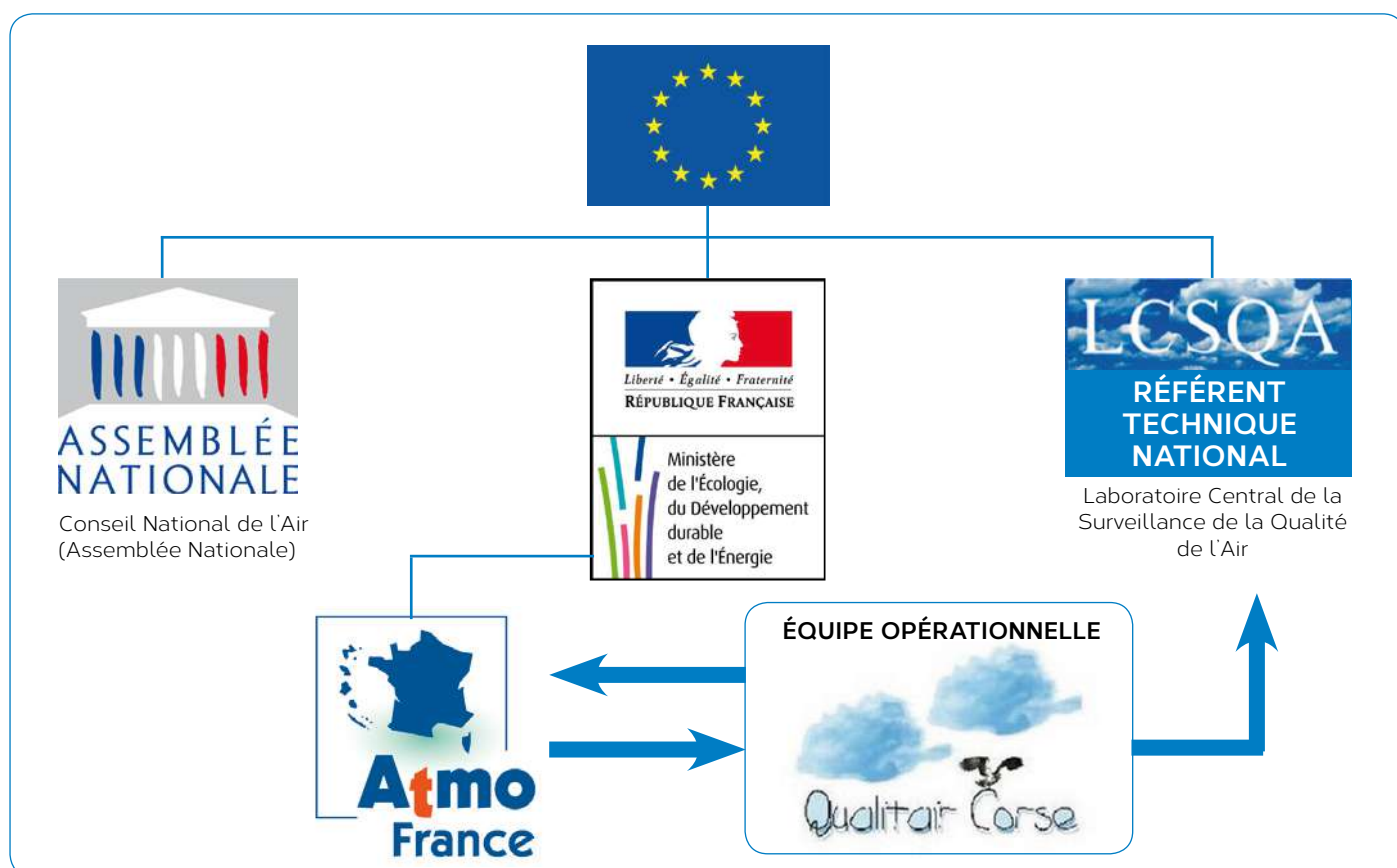 ASSEMBLÉE
NATIONALE
Conseil National de l'Air
(Assemblée Nationale)
Liberté • Égalité • Fraternité
RÉPUBLIQUE FRANÇAISE
Ministère
de l'Écologie,
du Développement
durable
et de l'Énergie
LCSQA
RÉFÉRENT
TECHNIQUE
NATIONAL
Laboratoire Central de la
Surveillance de la Qualité
de l'Air
Atmo
France
ÉQUIPE OPÉRATIONNELLE
Qualitair Corse